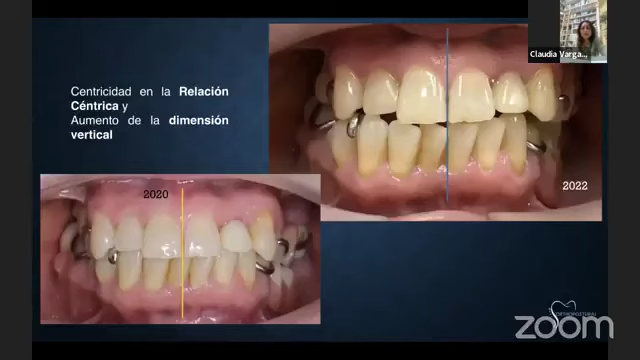 Claudia Varga...
Centricidad en la Relación
Céntrica y
Aumento de la dimensión
vertical
2020
2022
zoom